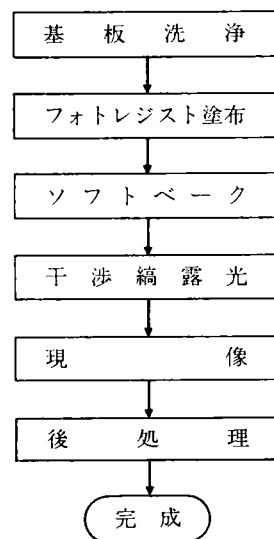 基板洗浄
フォトレジスト塗布
ソフトベーク
干渉縞露光
現像
後処理
完成